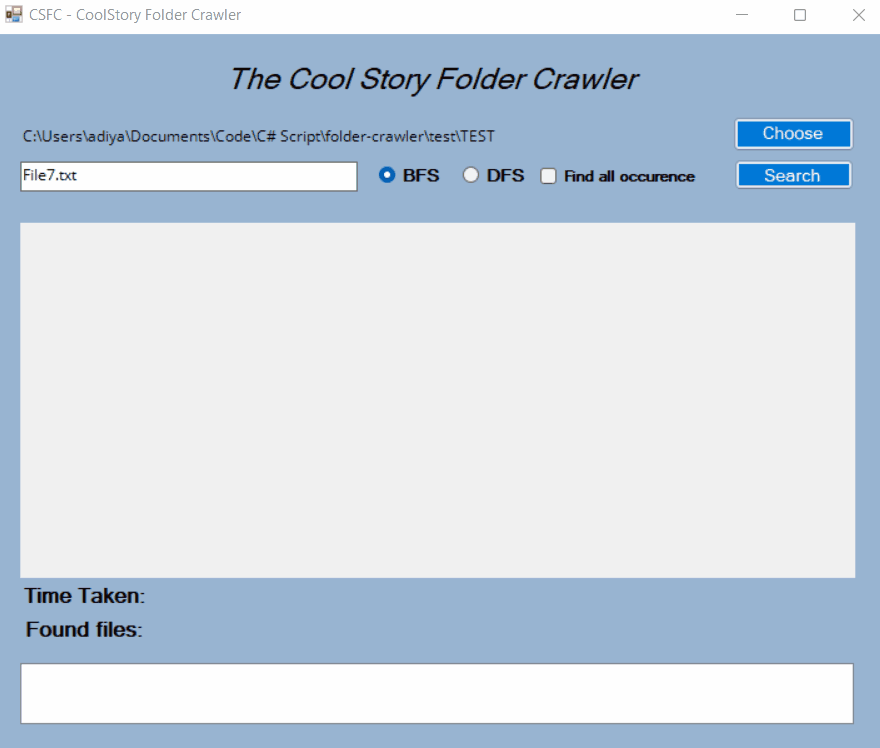 CSFC - CoolStory Folder Crawler
The Cool Story Folder Crawler
C:\Users\adiya\Documents\Code\C# Script\folder-crawler\test\TEST
Choose
File7.txt
BFS
DFS
Find all occurence
Search
Time Taken:
Found files: